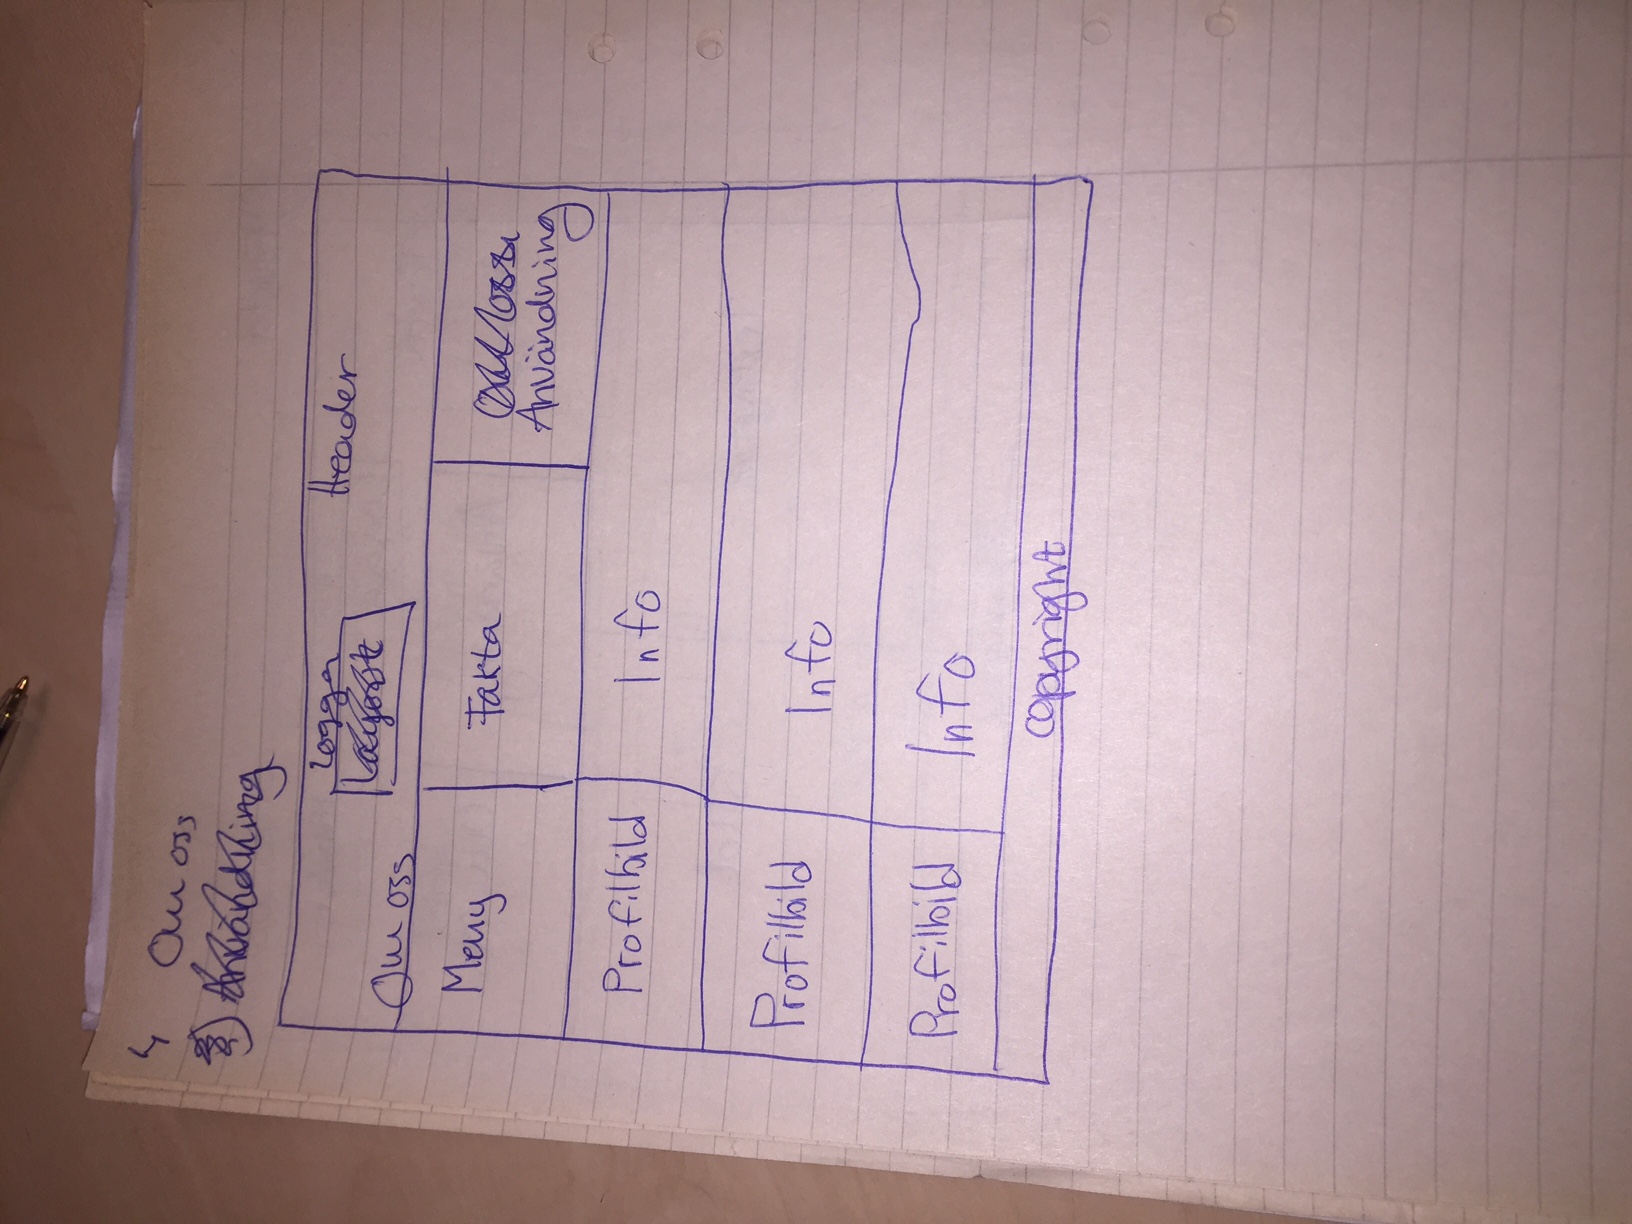 4 Om oss
Användning
Logga
Header
Layout
Om oss
Meny
Fakta
Om oss
Användning
Profilbild
Info
Profilbild
Info
Profilbild
Info
copyright